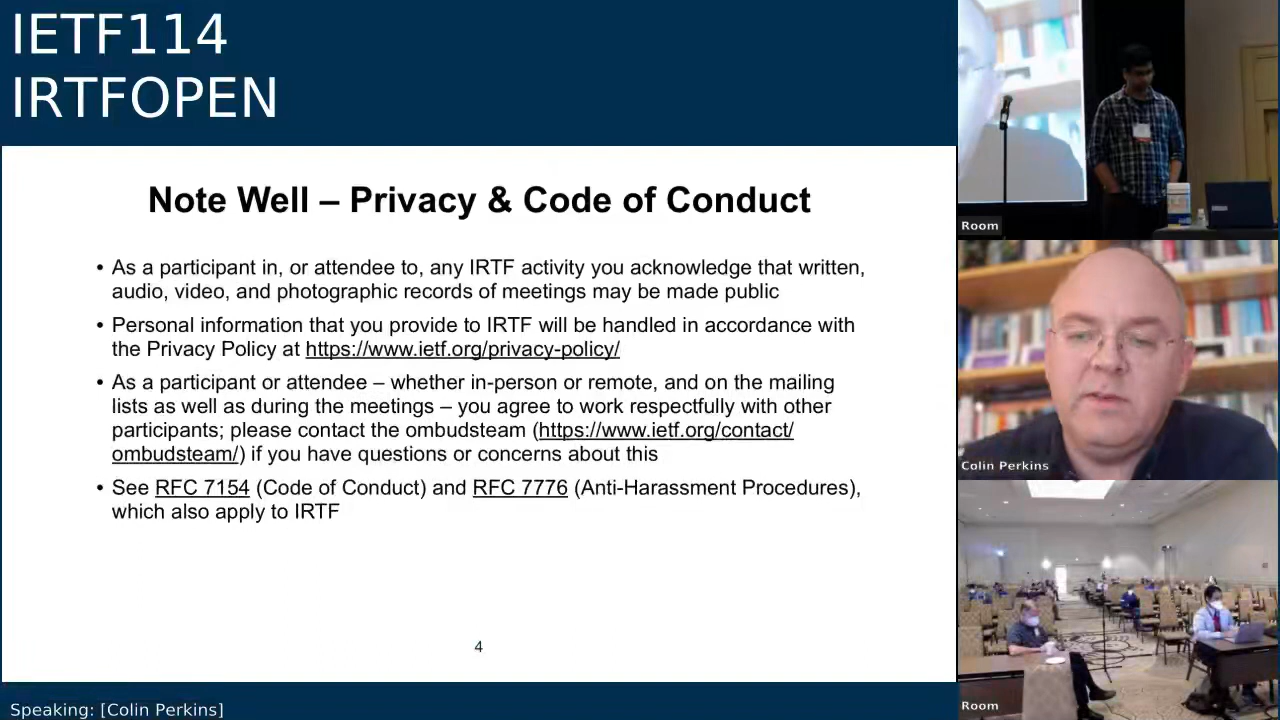 IETF114
IRTFOPEN
Note Well – Privacy & Code of Conduct
• As a participant in, or attendee to, any IRTF activity you acknowledge that written,
audio, video, and photographic records of meetings may be made public
• Personal information that you provide to IRTF will be handled in accordance with
the Privacy Policy at https://www.ietf.org/privacy-policy/
• As a participant or attendee – whether in-person or remote, and on the mailing
lists as well as during the meetings – you agree to work respectfully with other
participants; please contact the ombudsteam (https://www.ietf.org/contact/
ombudsteam/) if you have questions or concerns about this
• See RFC 7154 (Code of Conduct) and RFC 7776 (Anti-Harassment Procedures),
which also apply to IRTF
4
Speaking: [Colin Perkins]
Room
Colin Perkins
Room